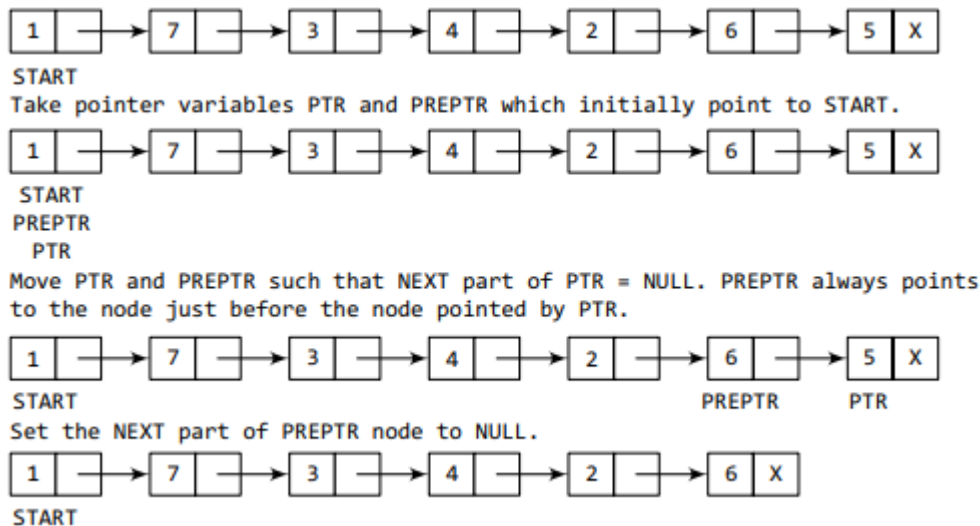 1 7 3 4 2 6 5 X
START
Take pointer variables PTR and PREPTR which initially point to START.
1 7 3 4 2 6 5 X
START
PREPTR
PTR
Move PTR and PREPTR such that NEXT part of PTR = NULL. PREPTR always points
to the node just before the node pointed by PTR.
1 7 3 4 2 6 5 X
START PREPTR PTR
Set the NEXT part of PREPTR node to NULL.
1 7 3 4 2 6 X
START